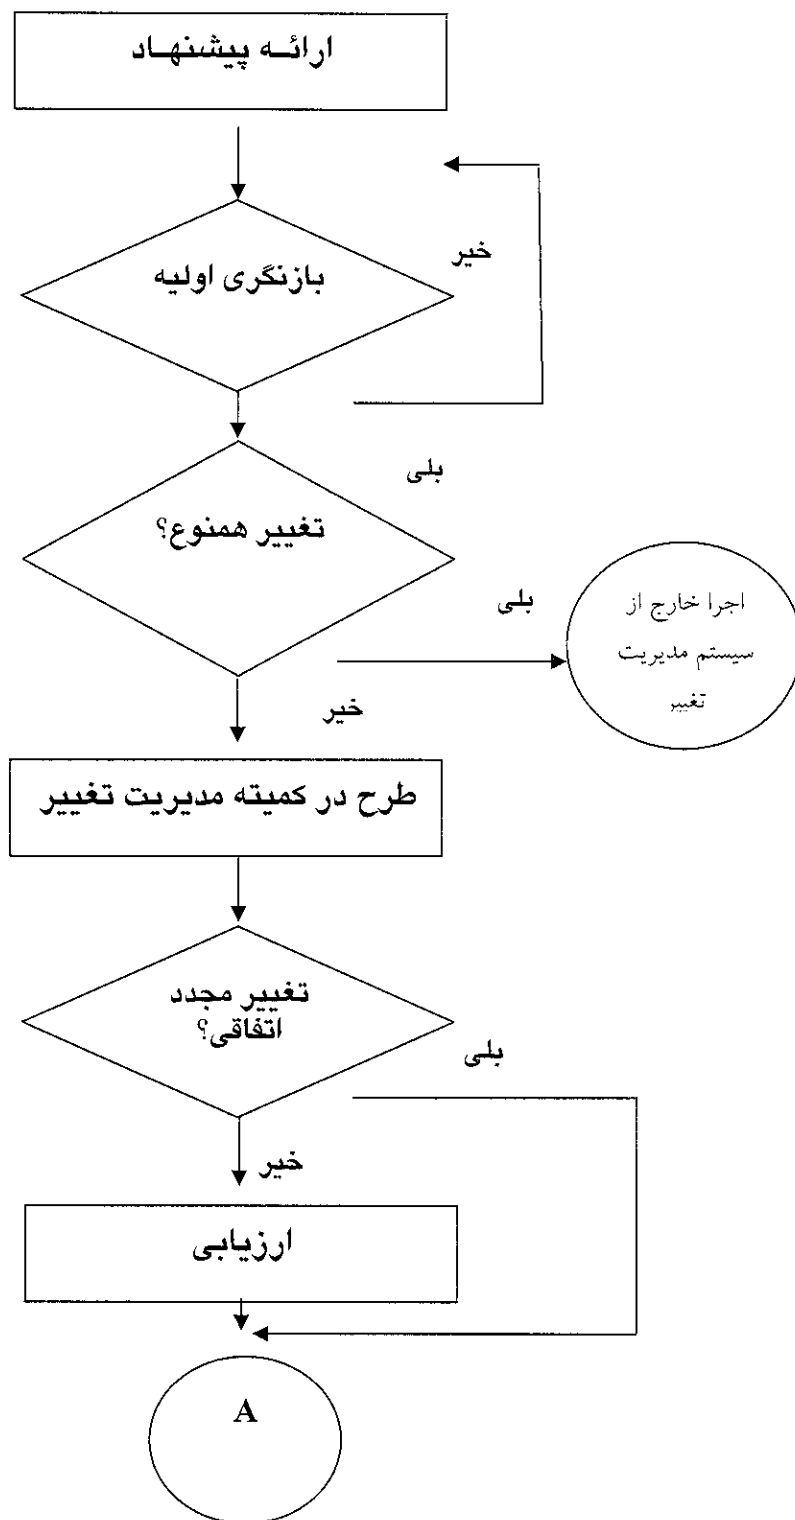 ارائه پیشنهاد
خیر
بازنگری اولیه
بلی
تغییر همنوع؟
بلی
اجرا خارج از
سیستم مدیریت
تغییر
خیر
طرح در کمیته مدیریت تغییر
تغییر مجدد
اتفاقی؟
بلی
خیر
ارزیابی
A